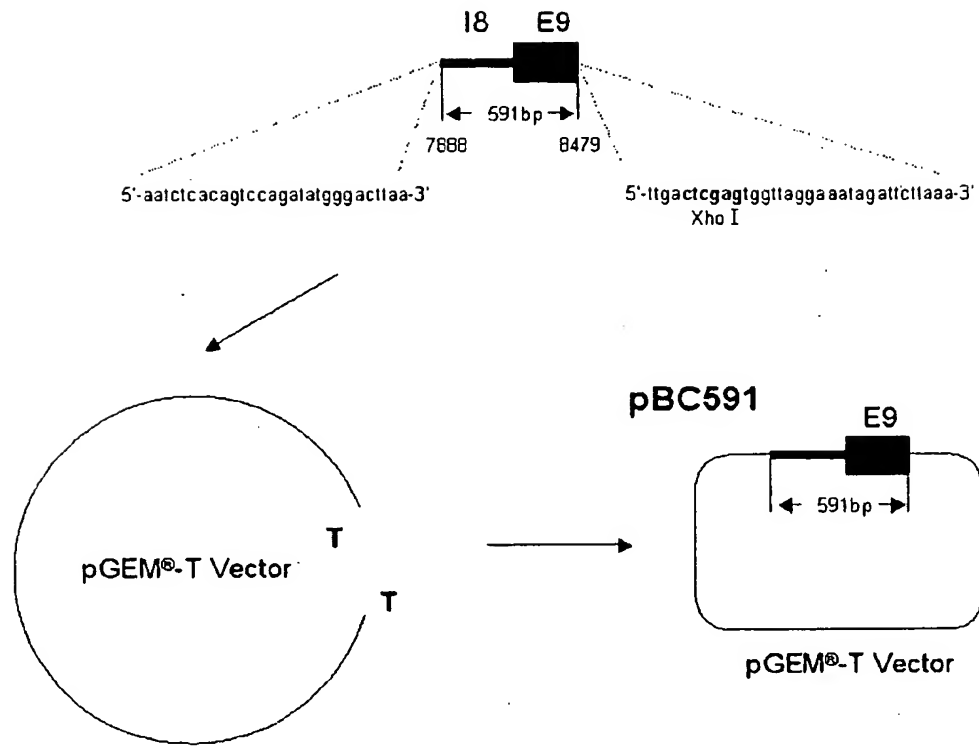 I8 E9
591bp
7888 8479
5'-aatctcacagtccagatatgggacttaa-3' 5'-ttgactcgagtggttaggaaatagattcttaaa-3'
Xho I
pBC591
E9
591bp
T
pGEM®-T Vector
T
pGEM®-T Vector